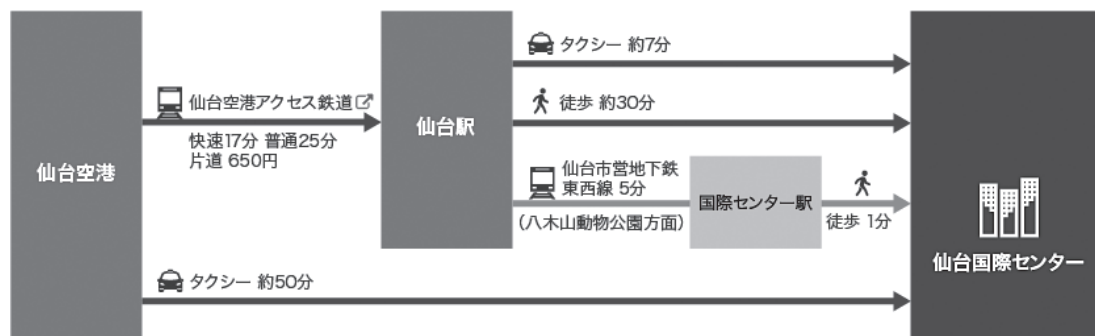 仙台空港
仙台空港アクセス鉄道
快速17分 普通25分
片道 650円
仙台駅
タクシー 約7分
徒歩 約30分
仙台市営地下鉄
東西線 5分
（八木山動物公園方面）
国際センター駅
徒歩 1分
タクシー 約50分
仙台国際センター